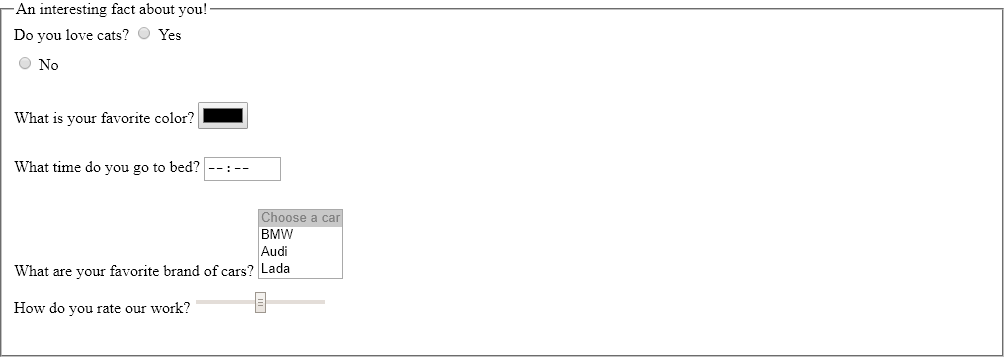 An interesting fact about you!
Do you love cats? Yes
No
What is your favorite color?
What time do you go to bed? --:--
Choose a car
BMW
Audi
Lada
What are your favorite brand of cars?
How do you rate our work?